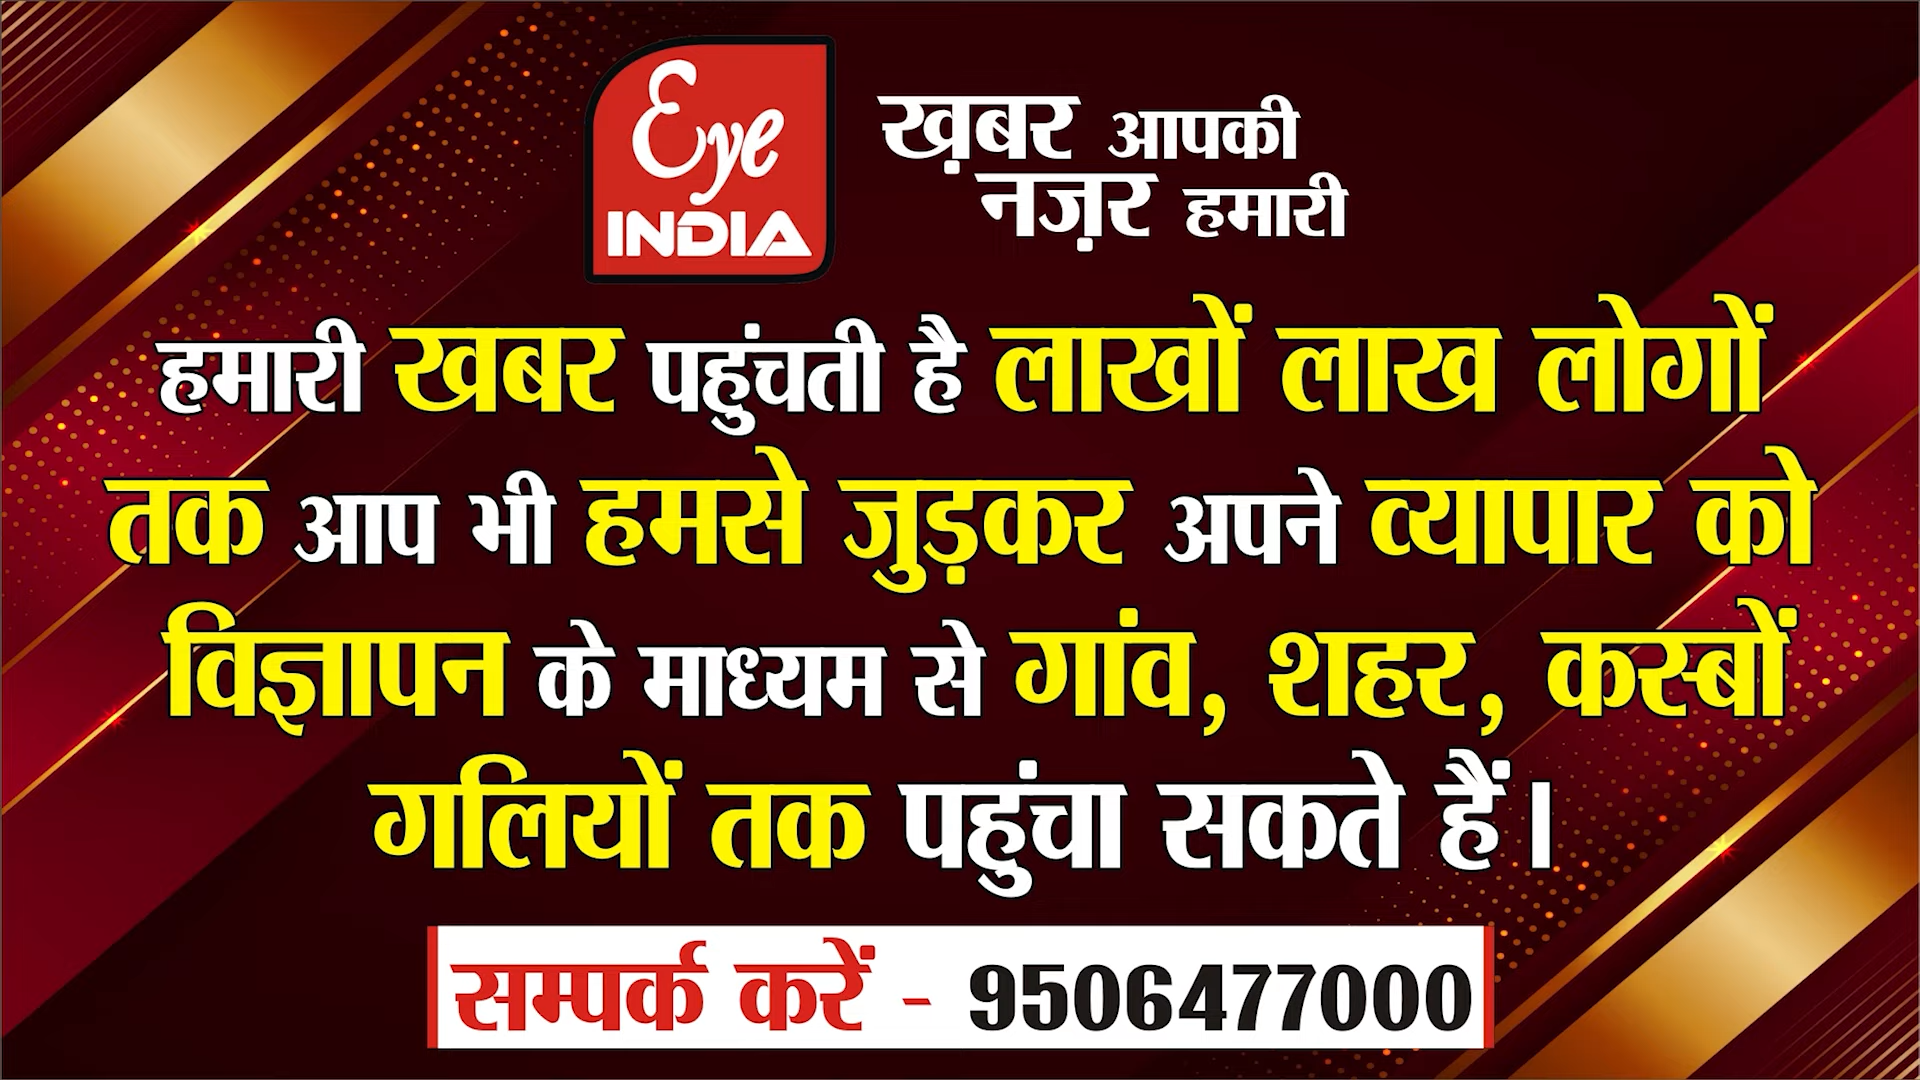 Eye
INDIA
ख़बर आपकी
नज़र हमारी
हमारी खबर पहुंचती है लाखों लाख लोगों
तक आप भी हमसे जुड़कर अपने व्यापार को
विज्ञापन के माध्यम से गांव, शहर, कस्बों
गलियों तक पहुंचा सकते हैं।
सम्पर्क करें - 9506477000